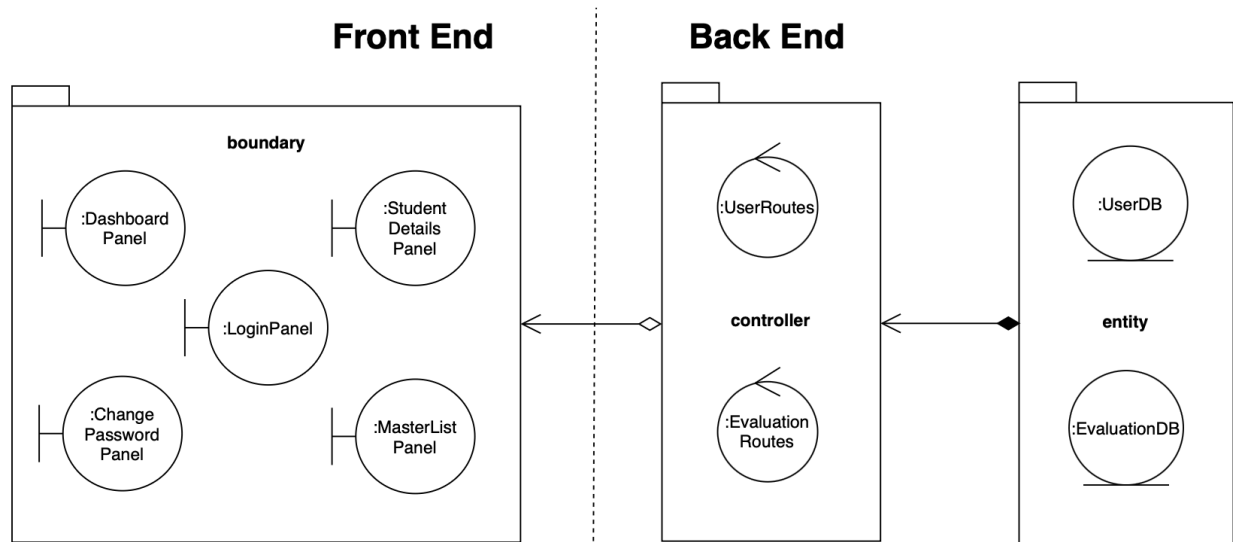 Front End
Back End
boundary
:Dashboard
Panel
:Student
Details
Panel
:LoginPanel
:Change
Password
Panel
:MasterList
Panel
:UserRoutes
controller
:Evaluation
Routes
:UserDB
entity
:EvaluationDB